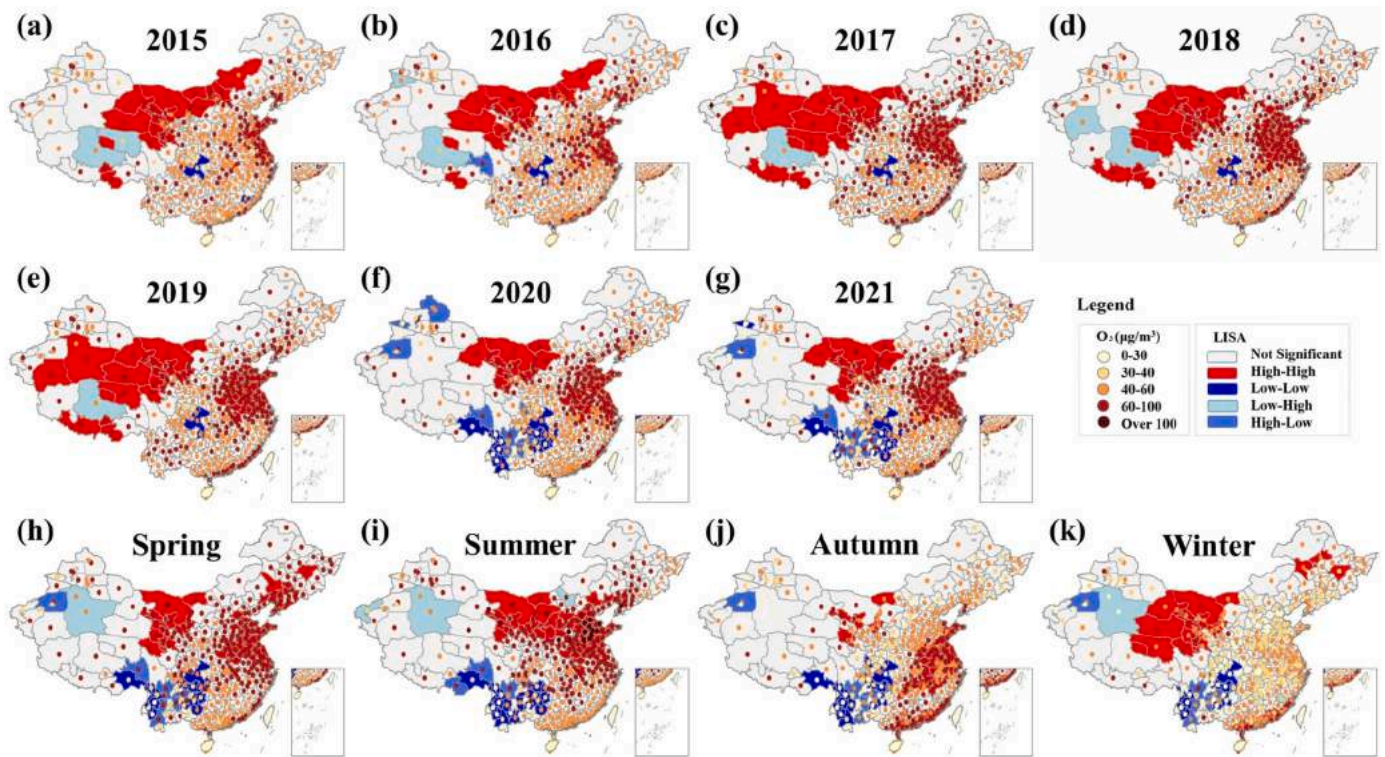 (a) 2015
(b) 2016
(c) 2017
(d) 2018
(e) 2019
(f) 2020
(g) 2021
Legend
O₃(μg/m³)
0-30
30-40
40-60
60-100
Over 100
LISA
Not Significant
High-High
Low-Low
Low-High
High-Low
(h) Spring
(i) Summer
(j) Autumn
(k) Winter